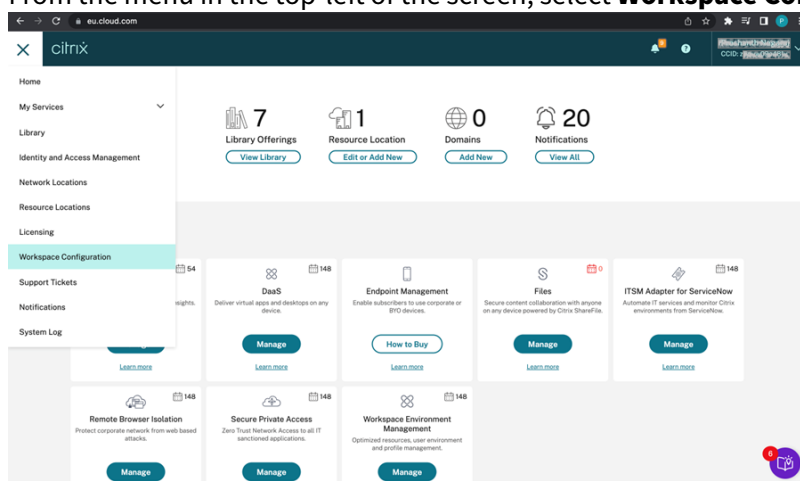 From the menu in the top-left of the screen, select Workspace Co
eu.cloud.com
P
citrix
9
?
CCID:
Home
My Services
Library
Identity and Access Management
Network Locations
Resource Locations
Licensing
Workspace Configuration
Support Tickets
Notifications
System Log
7
Library Offerings
View Library
1
Resource Location
Edit or Add New
0
Domains
Add New
20
Notifications
View All
54
sights.
Learn more
148
DaaS
Deliver virtual apps and desktops on any
device.
Manage
Learn more
Endpoint Management
Enable subscribers to use corporate or
BYO devices.
How to Buy
Learn more
0
Files
Secure content collaboration with anyone
on any device powered by Citrix ShareFile.
Manage
Learn more
148
ITSM Adapter for ServiceNow
Automate IT services and monitor Citrix
environments from ServiceNow.
Manage
Learn more
148
Remote Browser Isolation
Protect corporate network from web based
attacks.
Manage
148
Secure Private Access
Zero Trust Network Access to all IT
sanctioned applications.
Manage
148
Workspace Environment
Management
Optimized resources, user environment
and profile management.
Manage
6